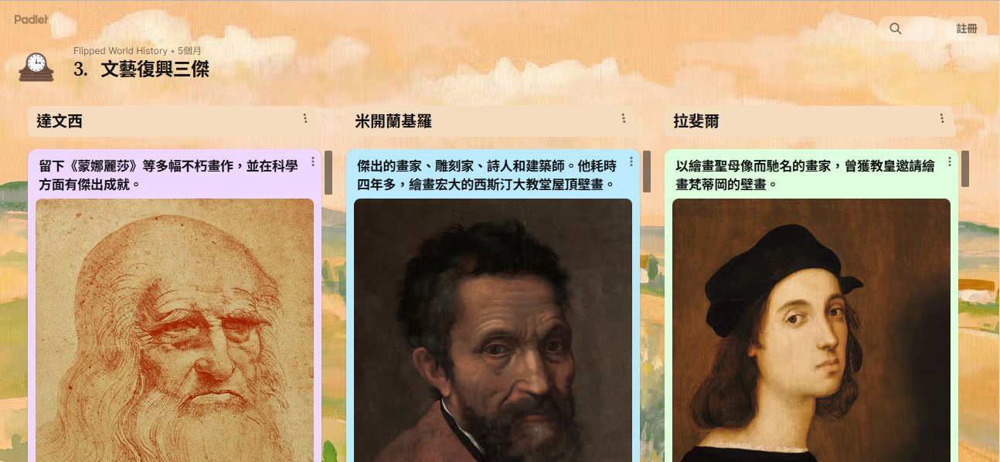 Padlet
註冊
Flipped World History • 5個月
3. 文藝復興三傑
達文西
米開蘭基羅
拉斐爾
留下《蒙娜麗莎》等多幅不朽畫作，並在科學
方面有傑出成就。
傑出的畫家、雕刻家、詩人和建築師。他耗時
四年多，繪畫宏大的西斯汀大教堂屋頂壁畫。
以繪畫聖母像而馳名的畫家，曾獲教皇邀請繪
畫梵蒂岡的壁畫。